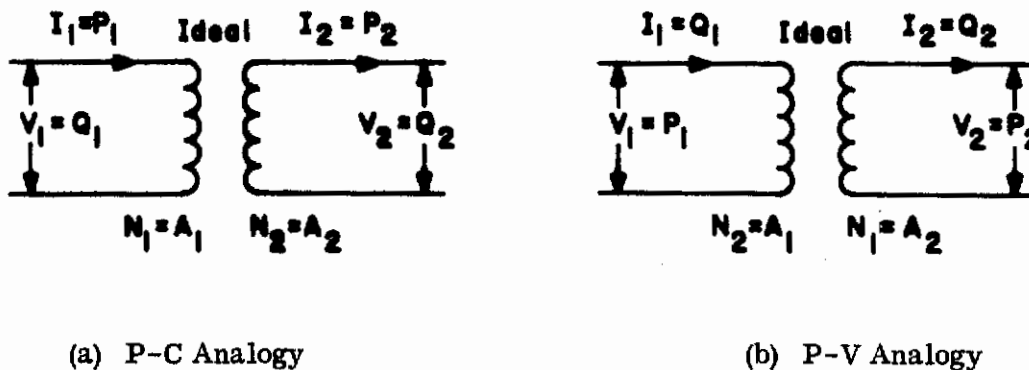 I₁=P₁ Ideal I₂=P₂ I₁=Q₁ Ideal I₂=Q₂
V₁=Q₁ V₂=Q₂ V₁=P₁ V₂=P₂
N₁=A₁ N₂=A₂ N₂=A₁ N₁=A₂
(a) P-C Analogy (b) P-V Analogy